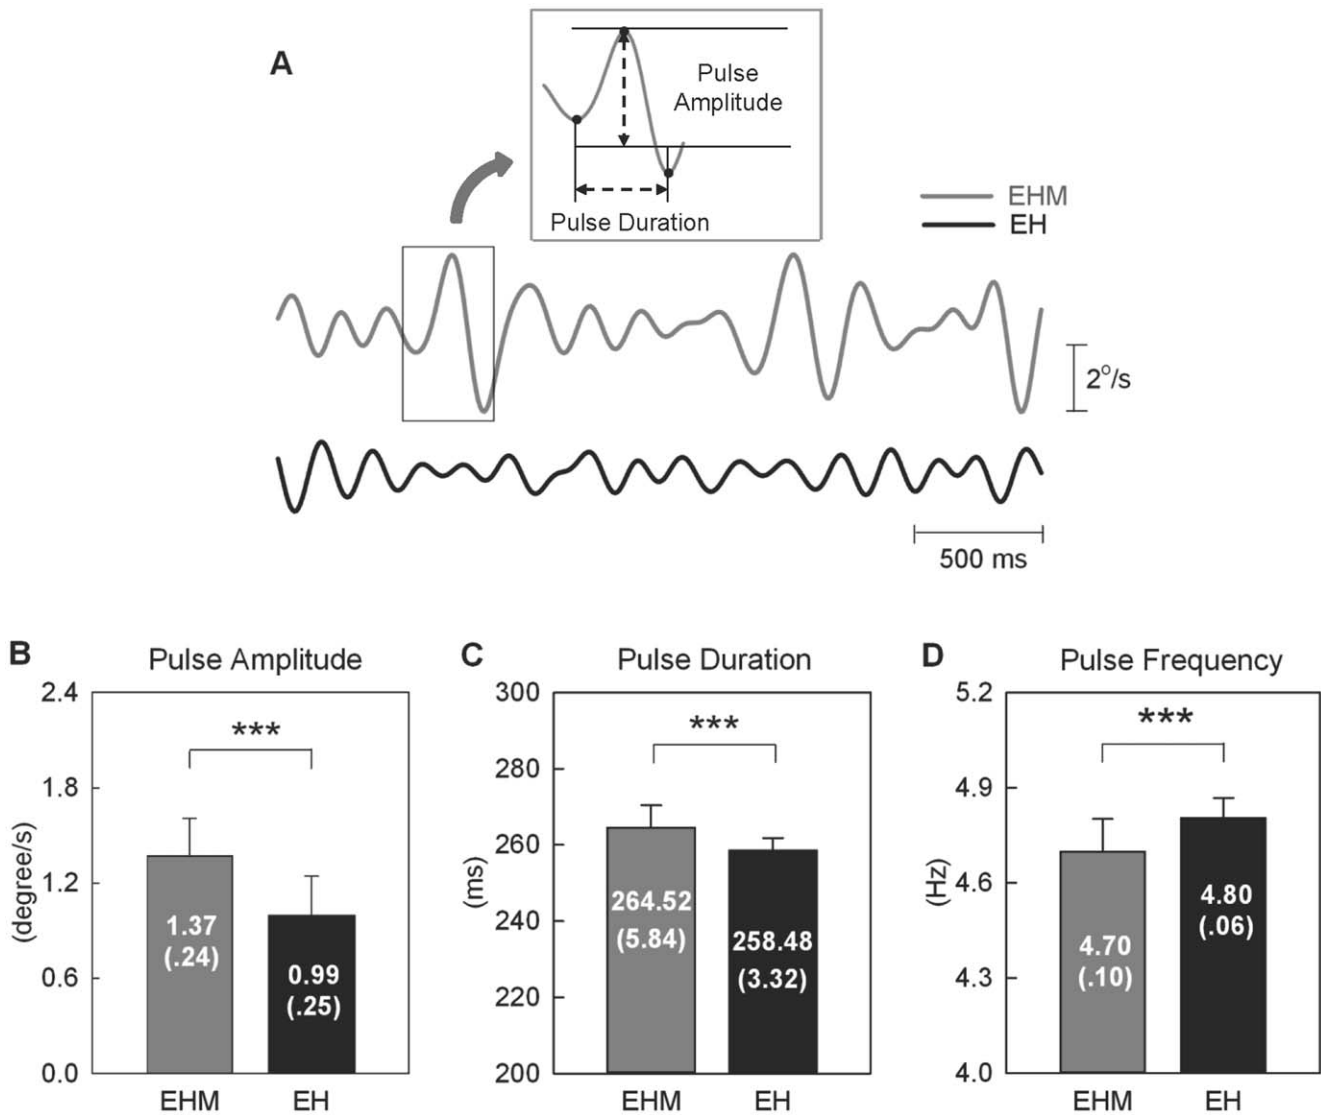 A
Pulse
Amplitude
Pulse Duration
EHM
EH
2°/s
500 ms
B
Pulse Amplitude
(degree/s)
2.4
1.8
1.2
0.6
0.0
***
1.37
(.24)
0.99
(.25)
EHM
EH
C
Pulse Duration
(ms)
300
280
260
240
220
200
***
264.52
(5.84)
258.48
(3.32)
EHM
EH
D
Pulse Frequency
(Hz)
5.2
4.9
4.6
4.3
4.0
***
4.70
(.10)
4.80
(.06)
EHM
EH